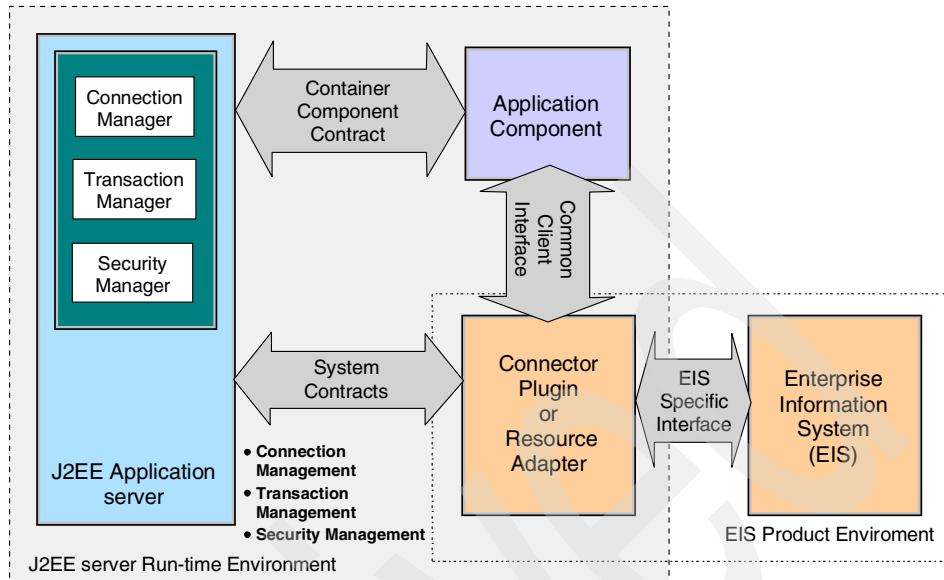 Connection
Manager
Transaction
Manager
Security
Manager
J2EE Application
server
Container
Component
Contract
Application
Component
Common
Client
Interface
System
Contracts
• Connection
Management
• Transaction
Management
• Security Management
Connector
Plugin
or
Resource
Adapter
EIS
Specific
Interface
Enterprise
Information
System
(EIS)
EIS Product Enviroment
J2EE server Run-time Environment